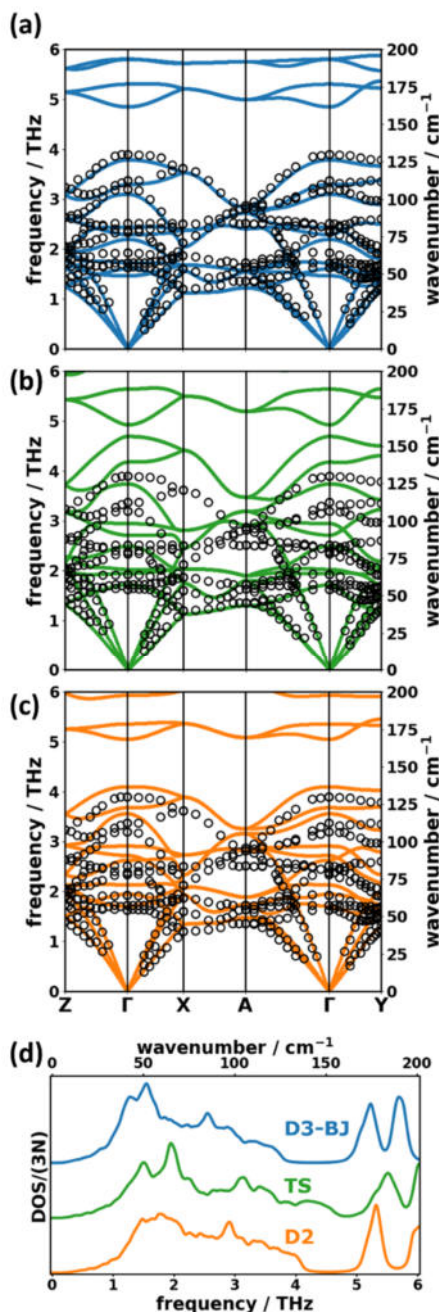 (a)
6
5
4
3
2
1
0
frequency / THz
200
175
150
125
100
75
50
25
0
wavenumber / cm⁻¹
(b)
6
5
4
3
2
1
0
frequency / THz
200
175
150
125
100
75
50
25
0
wavenumber / cm⁻¹
(c)
6
5
4
3
2
1
0
frequency / THz
200
175
150
125
100
75
50
25
0
wavenumber / cm⁻¹
Z Γ X A Γ Y
(d)
wavenumber / cm⁻¹
0 50 100 150 200
DOS/(3N)
D3-BJ
TS
D2
0 1 2 3 4 5 6
frequency / THz